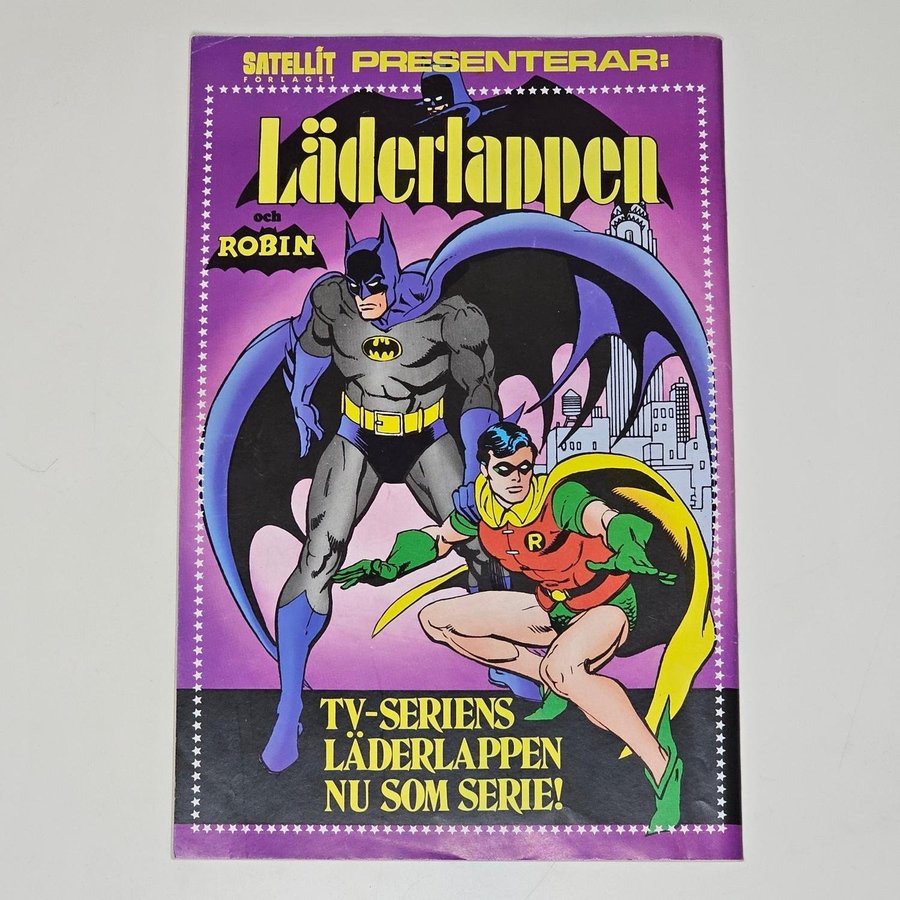 SATELLIT PRESENTERAR:
FÖRLAGET
Läderlappen
och
ROBIN
R
TV-SERIENS
LÄDERLAPPEN
NU SOM SERIE!